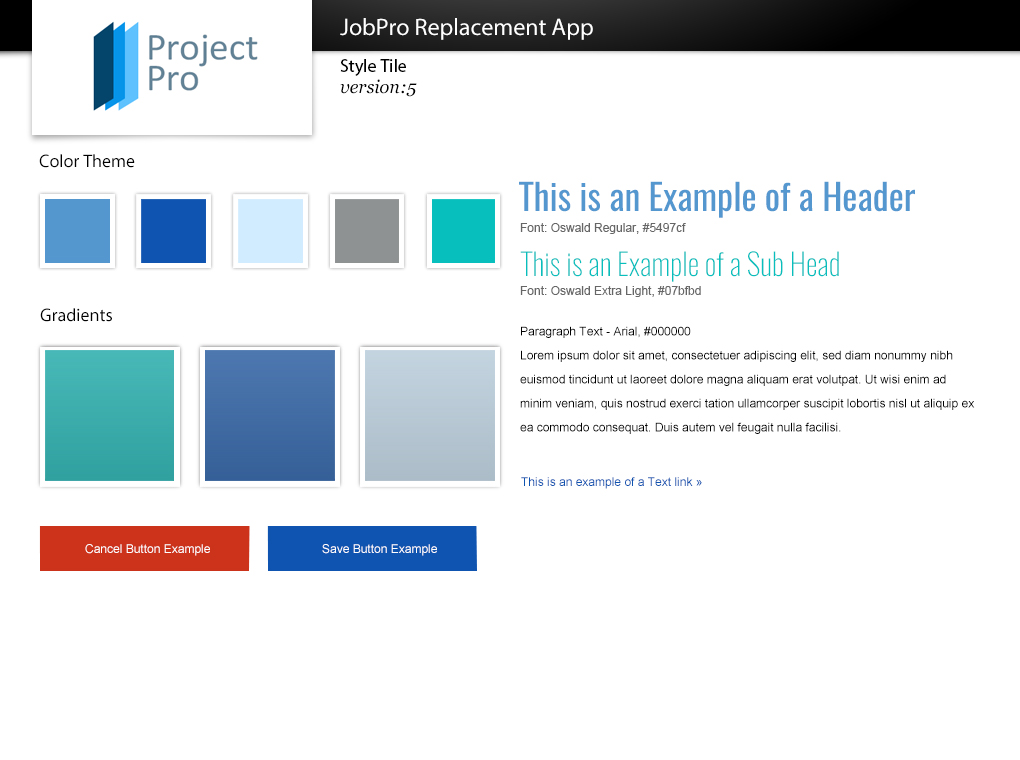 JobPro Replacement App
Project
Pro
Style Tile
version:5
Color Theme
This is an Example of a Header
Font: Oswald Regular, #5497cf
This is an Example of a Sub Head
Font: Oswald Extra Light, #07bfbd
Gradients
Paragraph Text - Arial, #000000
Lorem ipsum dolor sit amet, consectetuer adipiscing elit, sed diam nonummy nibh
euismod tincidunt ut laoreet dolore magna aliquam erat volutpat. Ut wisi enim ad
minim veniam, quis nostrud exerci tation ullamcorper suscipit lobortis nisl ut aliquip ex
ea commodo consequat. Duis autem vel feugait nulla facilisi.
This is an example of a Text link »
Cancel Button Example
Save Button Example